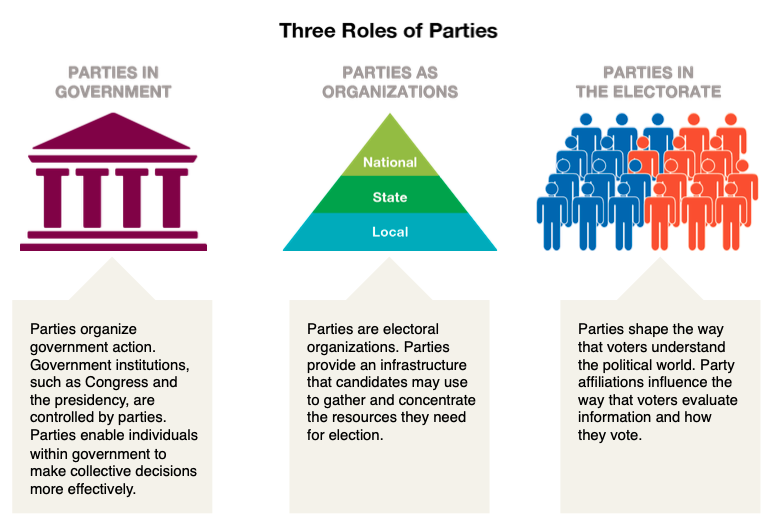 Three Roles of Parties
PARTIES IN
GOVERNMENT
PARTIES AS
ORGANIZATIONS
PARTIES IN
THE ELECTORATE
National
State
Local
Parties organize
government action.
Government institutions,
such as Congress and
the presidency, are
controlled by parties.
Parties enable individuals
within government to
make collective decisions
more effectively.
Parties are electoral
organizations. Parties
provide an infrastructure
that candidates may use
to gather and concentrate
the resources they need
for election.
Parties shape the way
that voters understand
the political world. Party
affiliations influence the
way that voters evaluate
information and how
they vote.